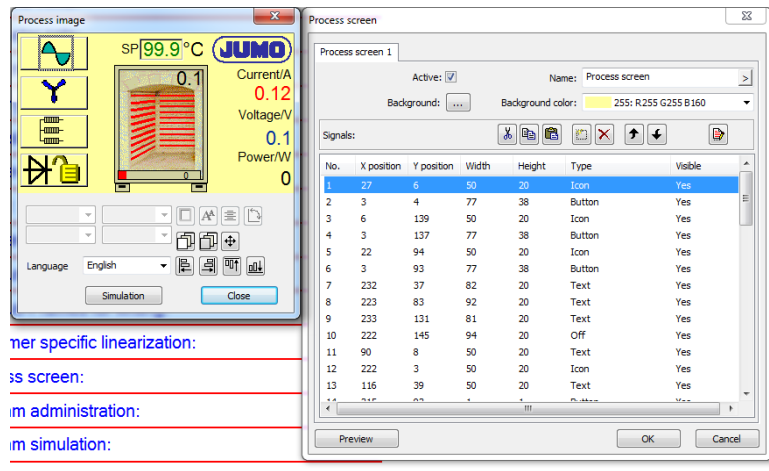 Process image
SP 99.9 °C JUMO
0.1
Current/A
0.12
Voltage/V
0.1
Power/W
0
0
Language English
Simulation Close
mer specific linearization:
ss screen:
am administration:
am simulation:
Process screen
Process screen 1
Active: Name: Process screen >
Background: ... Background color: 255: R255 G255 B160
Signals:
No. X position Y position Width Height Type Visible
1 27 6 50 20 Icon Yes
2 3 4 77 38 Button Yes
3 6 139 50 20 Icon Yes
4 3 137 77 38 Button Yes
5 22 94 50 20 Icon Yes
6 3 93 77 38 Button Yes
7 232 37 82 20 Text Yes
8 223 83 92 20 Text Yes
9 233 131 81 20 Text Yes
10 222 145 94 20 Off Yes
11 90 8 50 20 Text Yes
12 222 3 50 20 Icon Yes
13 116 39 50 20 Text Yes
Preview OK Cancel